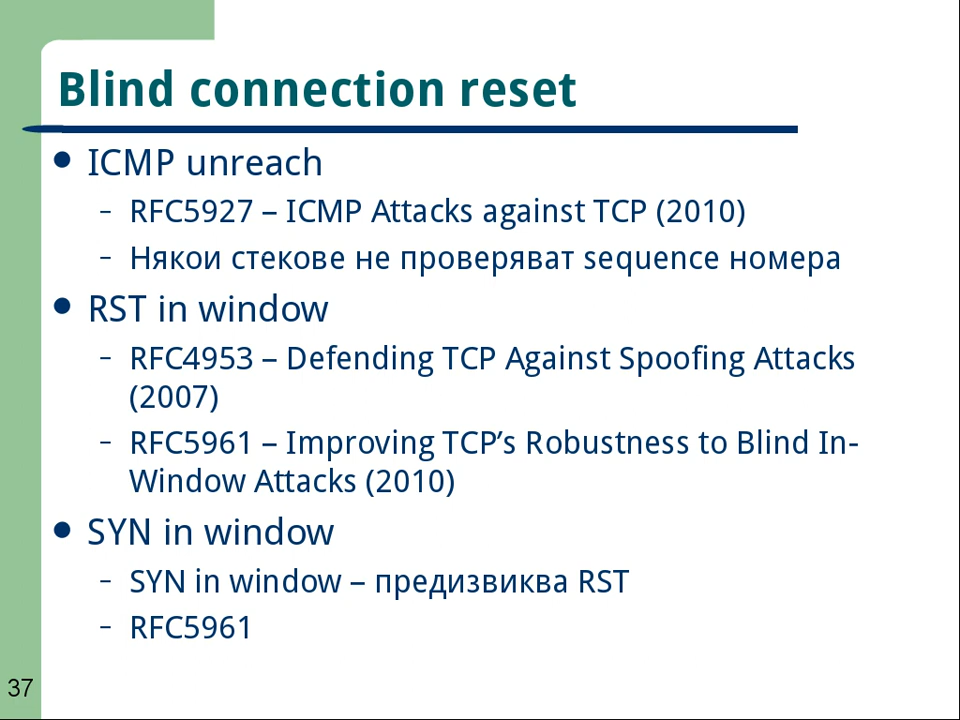 Blind connection reset
● ICMP unreach
– RFC5927 – ICMP Attacks against TCP (2010)
– Някои стекове не проверяват sequence номера
● RST in window
– RFC4953 – Defending TCP Against Spoofing Attacks
(2007)
– RFC5961 – Improving TCP’s Robustness to Blind In-
Window Attacks (2010)
● SYN in window
– SYN in window – предизвиква RST
– RFC5961
37